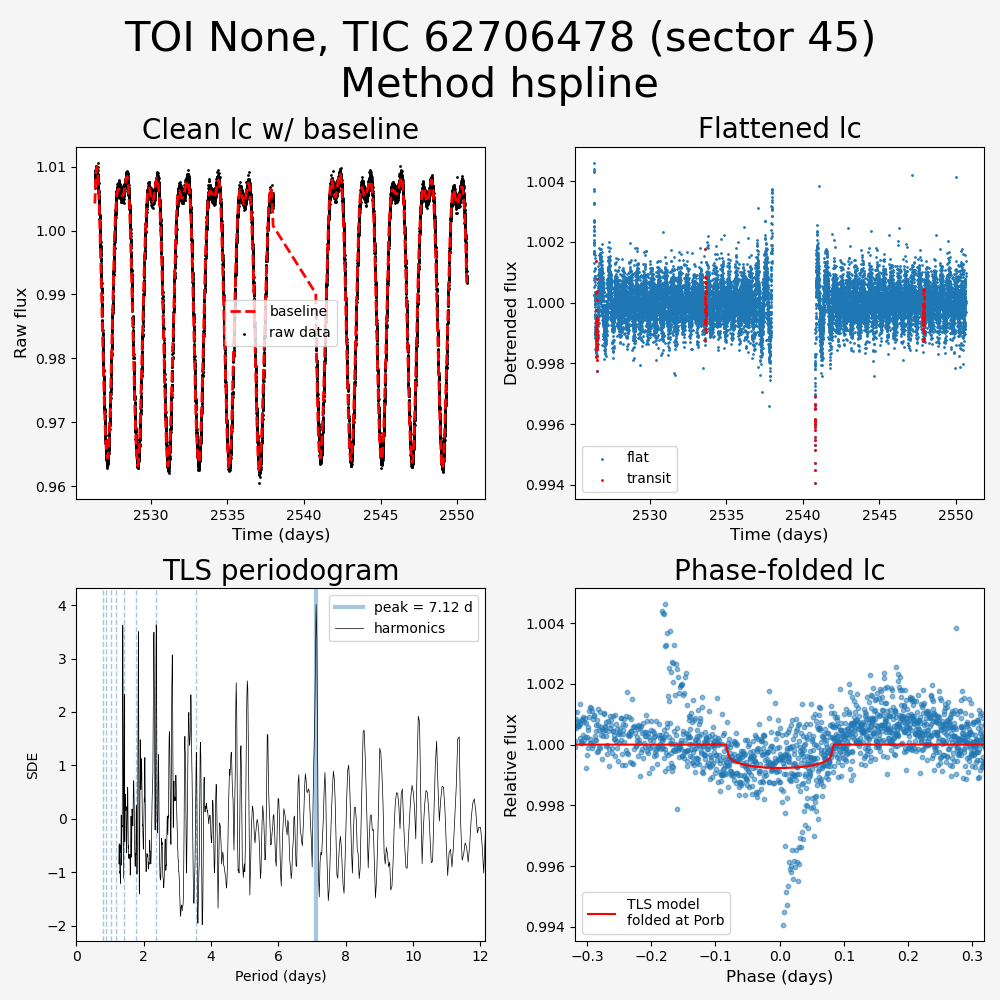 TOI None, TIC 62706478 (sector 45)
Method hspline
Clean lc w/ baseline
Raw flux
1.01
1.00
0.99
0.98
0.97
0.96
baseline
raw data
2530
2535
2540
2545
2550
Time (days)
Flattened lc
Detrended flux
1.004
1.002
1.000
0.998
0.996
0.994
flat
transit
2530
2535
2540
2545
2550
Time (days)
TLS periodogram
SDE
4
3
2
1
0
−1
−2
peak = 7.12 d
harmonics
0
2
4
6
8
10
12
Period (days)
Phase-folded lc
Relative flux
1.004
1.002
1.000
0.998
0.996
0.994
TLS model
folded at Porb
−0.3
−0.2
−0.1
0.0
0.1
0.2
0.3
Phase (days)